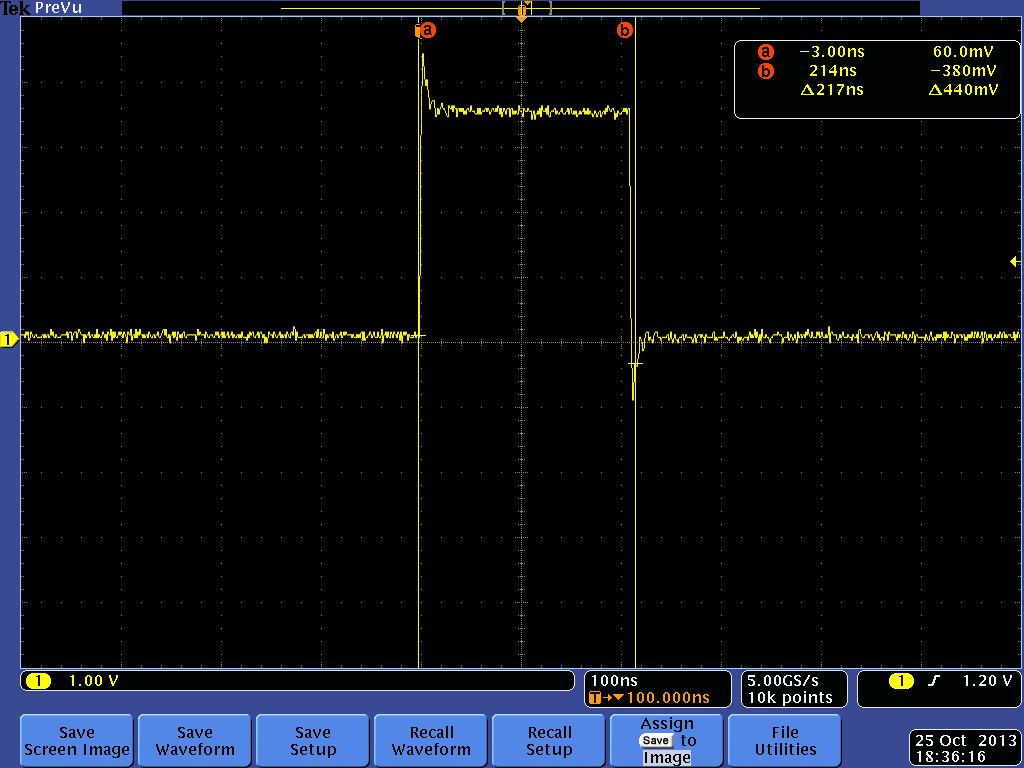 Tek PreVu
T
a
b
a −3.00ns 60.0mV
b 214ns −380mV
Δ217ns Δ440mV
1
1 1.00 V
100ns
T→▼100.000ns
5.00GS/s
10k points
1 ʃ 1.20 V
Save
Screen Image
Save
Waveform
Save
Setup
Recall
Waveform
Recall
Setup
Assign
Save to
Image
File
Utilities
25 Oct 2013
18:36:16